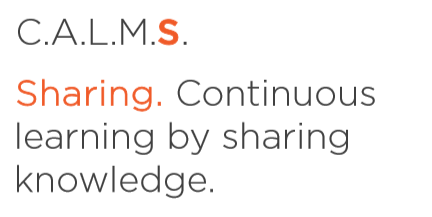 C.A.L.M.S.
Sharing. Continuous
learning by sharing
knowledge.